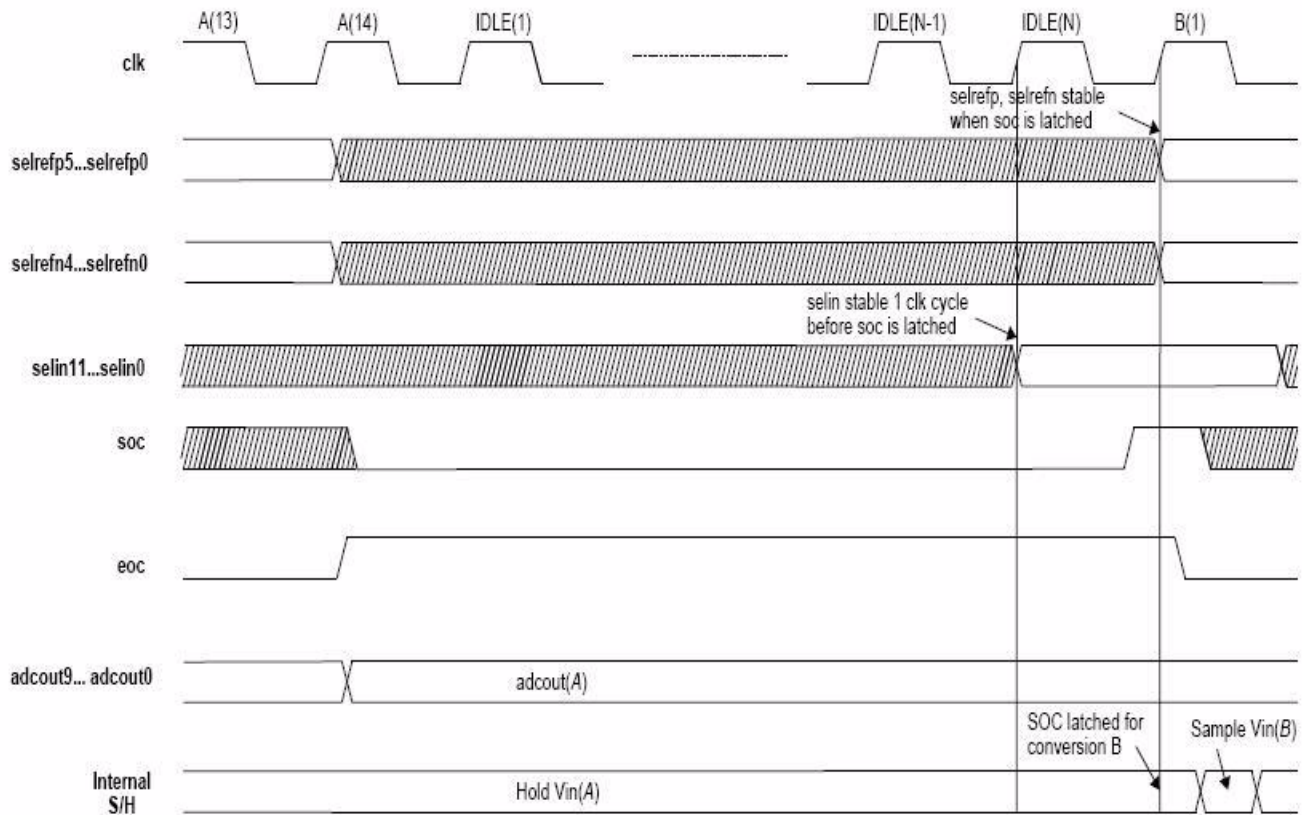 A(13) A(14) IDLE(1) IDLE(N-1) IDLE(N) B(1)
clk
selrefp, selrefn stable
when soc is latched
selrefp5...selrefp0
selrefn4...selrefn0
selin stable 1 clk cycle
before soc is latched
selin11...selin0
soc
eoc
adcout9... adcout0
adcout(A)
SOC latched for
conversion B
Sample Vin(B)
Internal
S/H
Hold Vin(A)